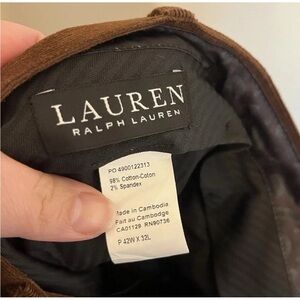 LAUREN
RALPH LAUREN
PO 4900122313
98% Cotton-Coton
2% Spandex
Made in Cambodia
Fait au Cambodge
CA01129 RN90736
P 42W X 32L